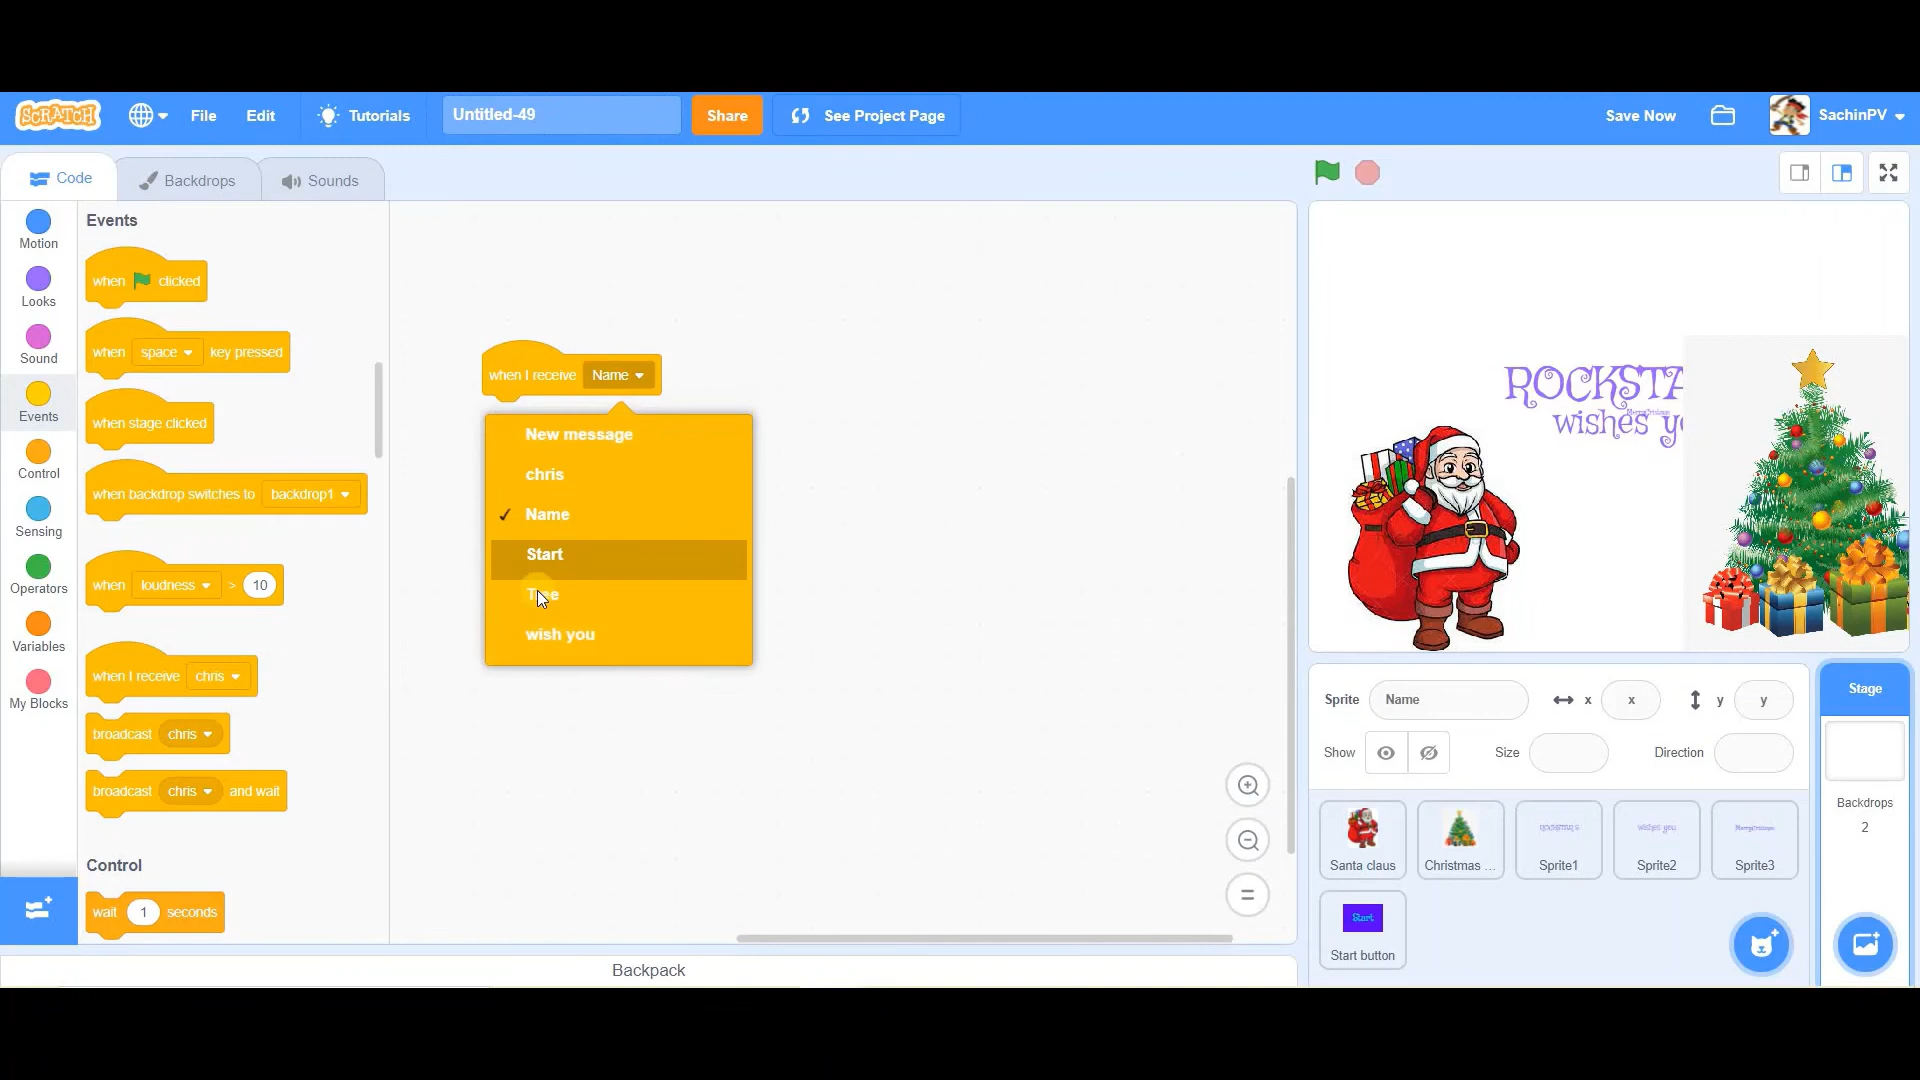 SCRATCH
File
Edit
Tutorials
Untitled-49
Share
See Project Page
Save Now
SachinPV
Code
Backdrops
Sounds
Motion
Looks
Sound
Events
Control
Sensing
Operators
Variables
My Blocks
Events
when clicked
when space key pressed
when stage clicked
when backdrop switches to backdrop1
when loudness > 10
when I receive chris
broadcast chris
broadcast chris and wait
Control
wait 1 seconds
when I receive Name
New message
chris
✓ Name
Start
Tree
wish you
ROCKSTA
wishes yo
Sprite Name
x x
y y
Show
Size
Direction
Santa claus
Christmas ...
Sprite1
wishes you
Sprite2
Sprite3
Start
Start button
Stage
Backdrops
2
Backpack